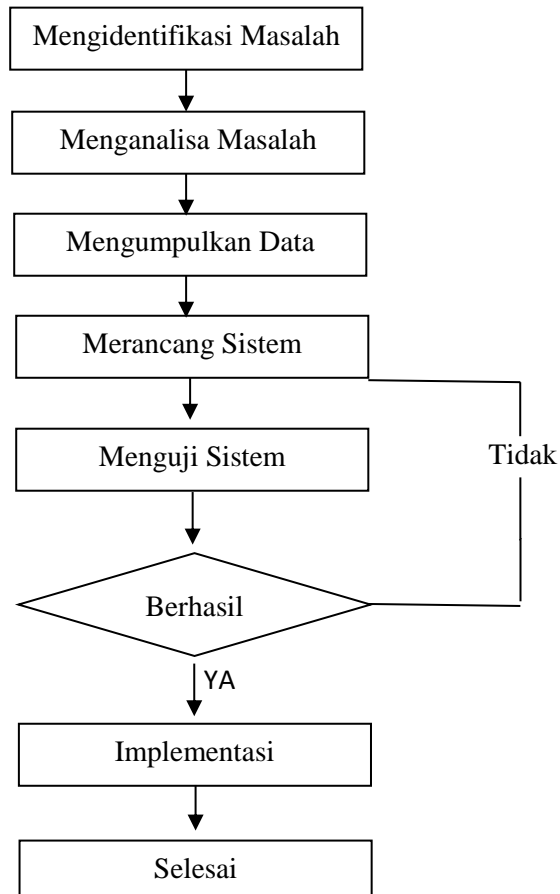 Mengidentifikasi Masalah
Menganalisa Masalah
Mengumpulkan Data
Merancang Sistem
Menguji Sistem
Tidak
Berhasil
YA
Implementasi
Selesai